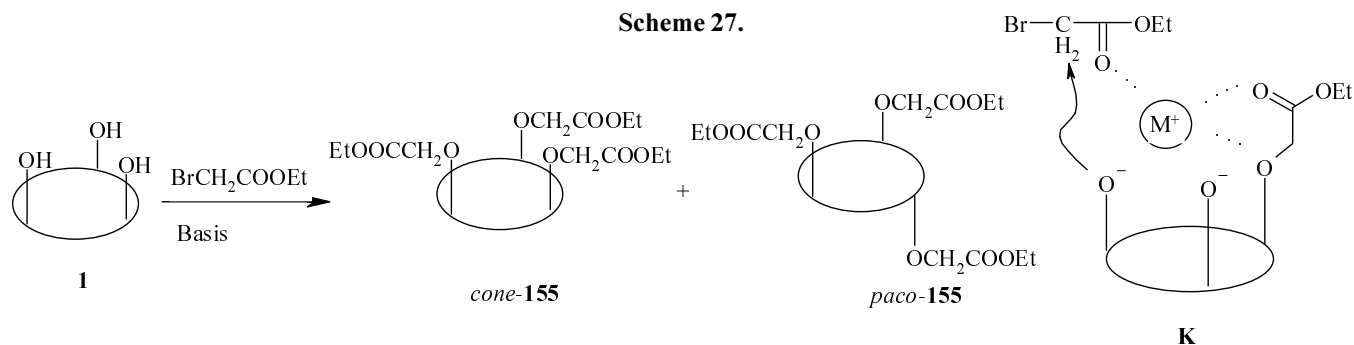 Scheme 27.
OH
OH
OH
1
BrCH2COOEt
Basis
EtOOCCH2O
OCH2COOEt
OCH2COOEt
cone-155
+
EtOOCCH2O
OCH2COOEt
OCH2COOEt
paco-155
Br
C
H2
C
OEt
O
M+
O
OEt
O−
O−
O
K